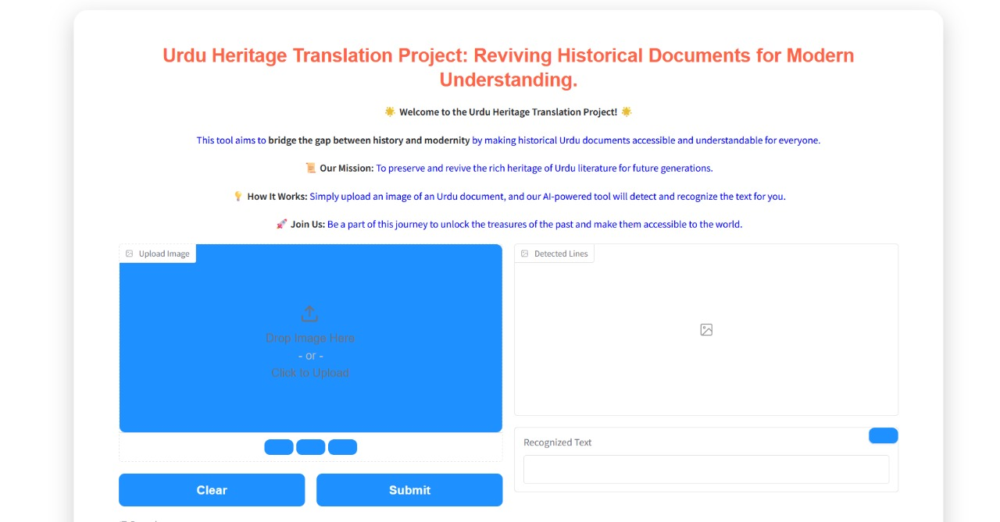 Urdu Heritage Translation Project: Reviving Historical Documents for Modern
Understanding.
🌟 Welcome to the Urdu Heritage Translation Project! 🌟
This tool aims to bridge the gap between history and modernity by making historical Urdu documents accessible and understandable for everyone.
📜 Our Mission: To preserve and revive the rich heritage of Urdu literature for future generations.
💡 How It Works: Simply upload an image of an Urdu document, and our AI-powered tool will detect and recognize the text for you.
🚀 Join Us: Be a part of this journey to unlock the treasures of the past and make them accessible to the world.
Upload Image
Drop Image Here
- or -
Click to Upload
Clear
Submit
Detected Lines
Recognized Text